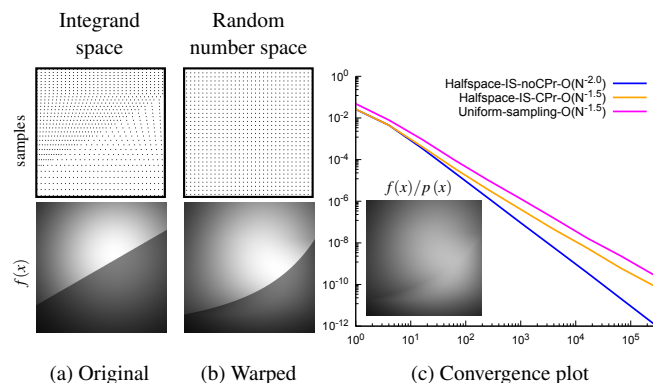 Integrand
space
Random
number space
samples
f(x)
10^0
10^-2
10^-4
10^-6
10^-8
10^-10
10^-12
Halfspace-IS-noCPr-O(N^-2.0)
Halfspace-IS-CPr-O(N^-1.5)
Uniform-sampling-O(N^-1.5)
f(x)/p(x)
10^0 10^1 10^2 10^3 10^4 10^5
(a) Original
(b) Warped
(c) Convergence plot